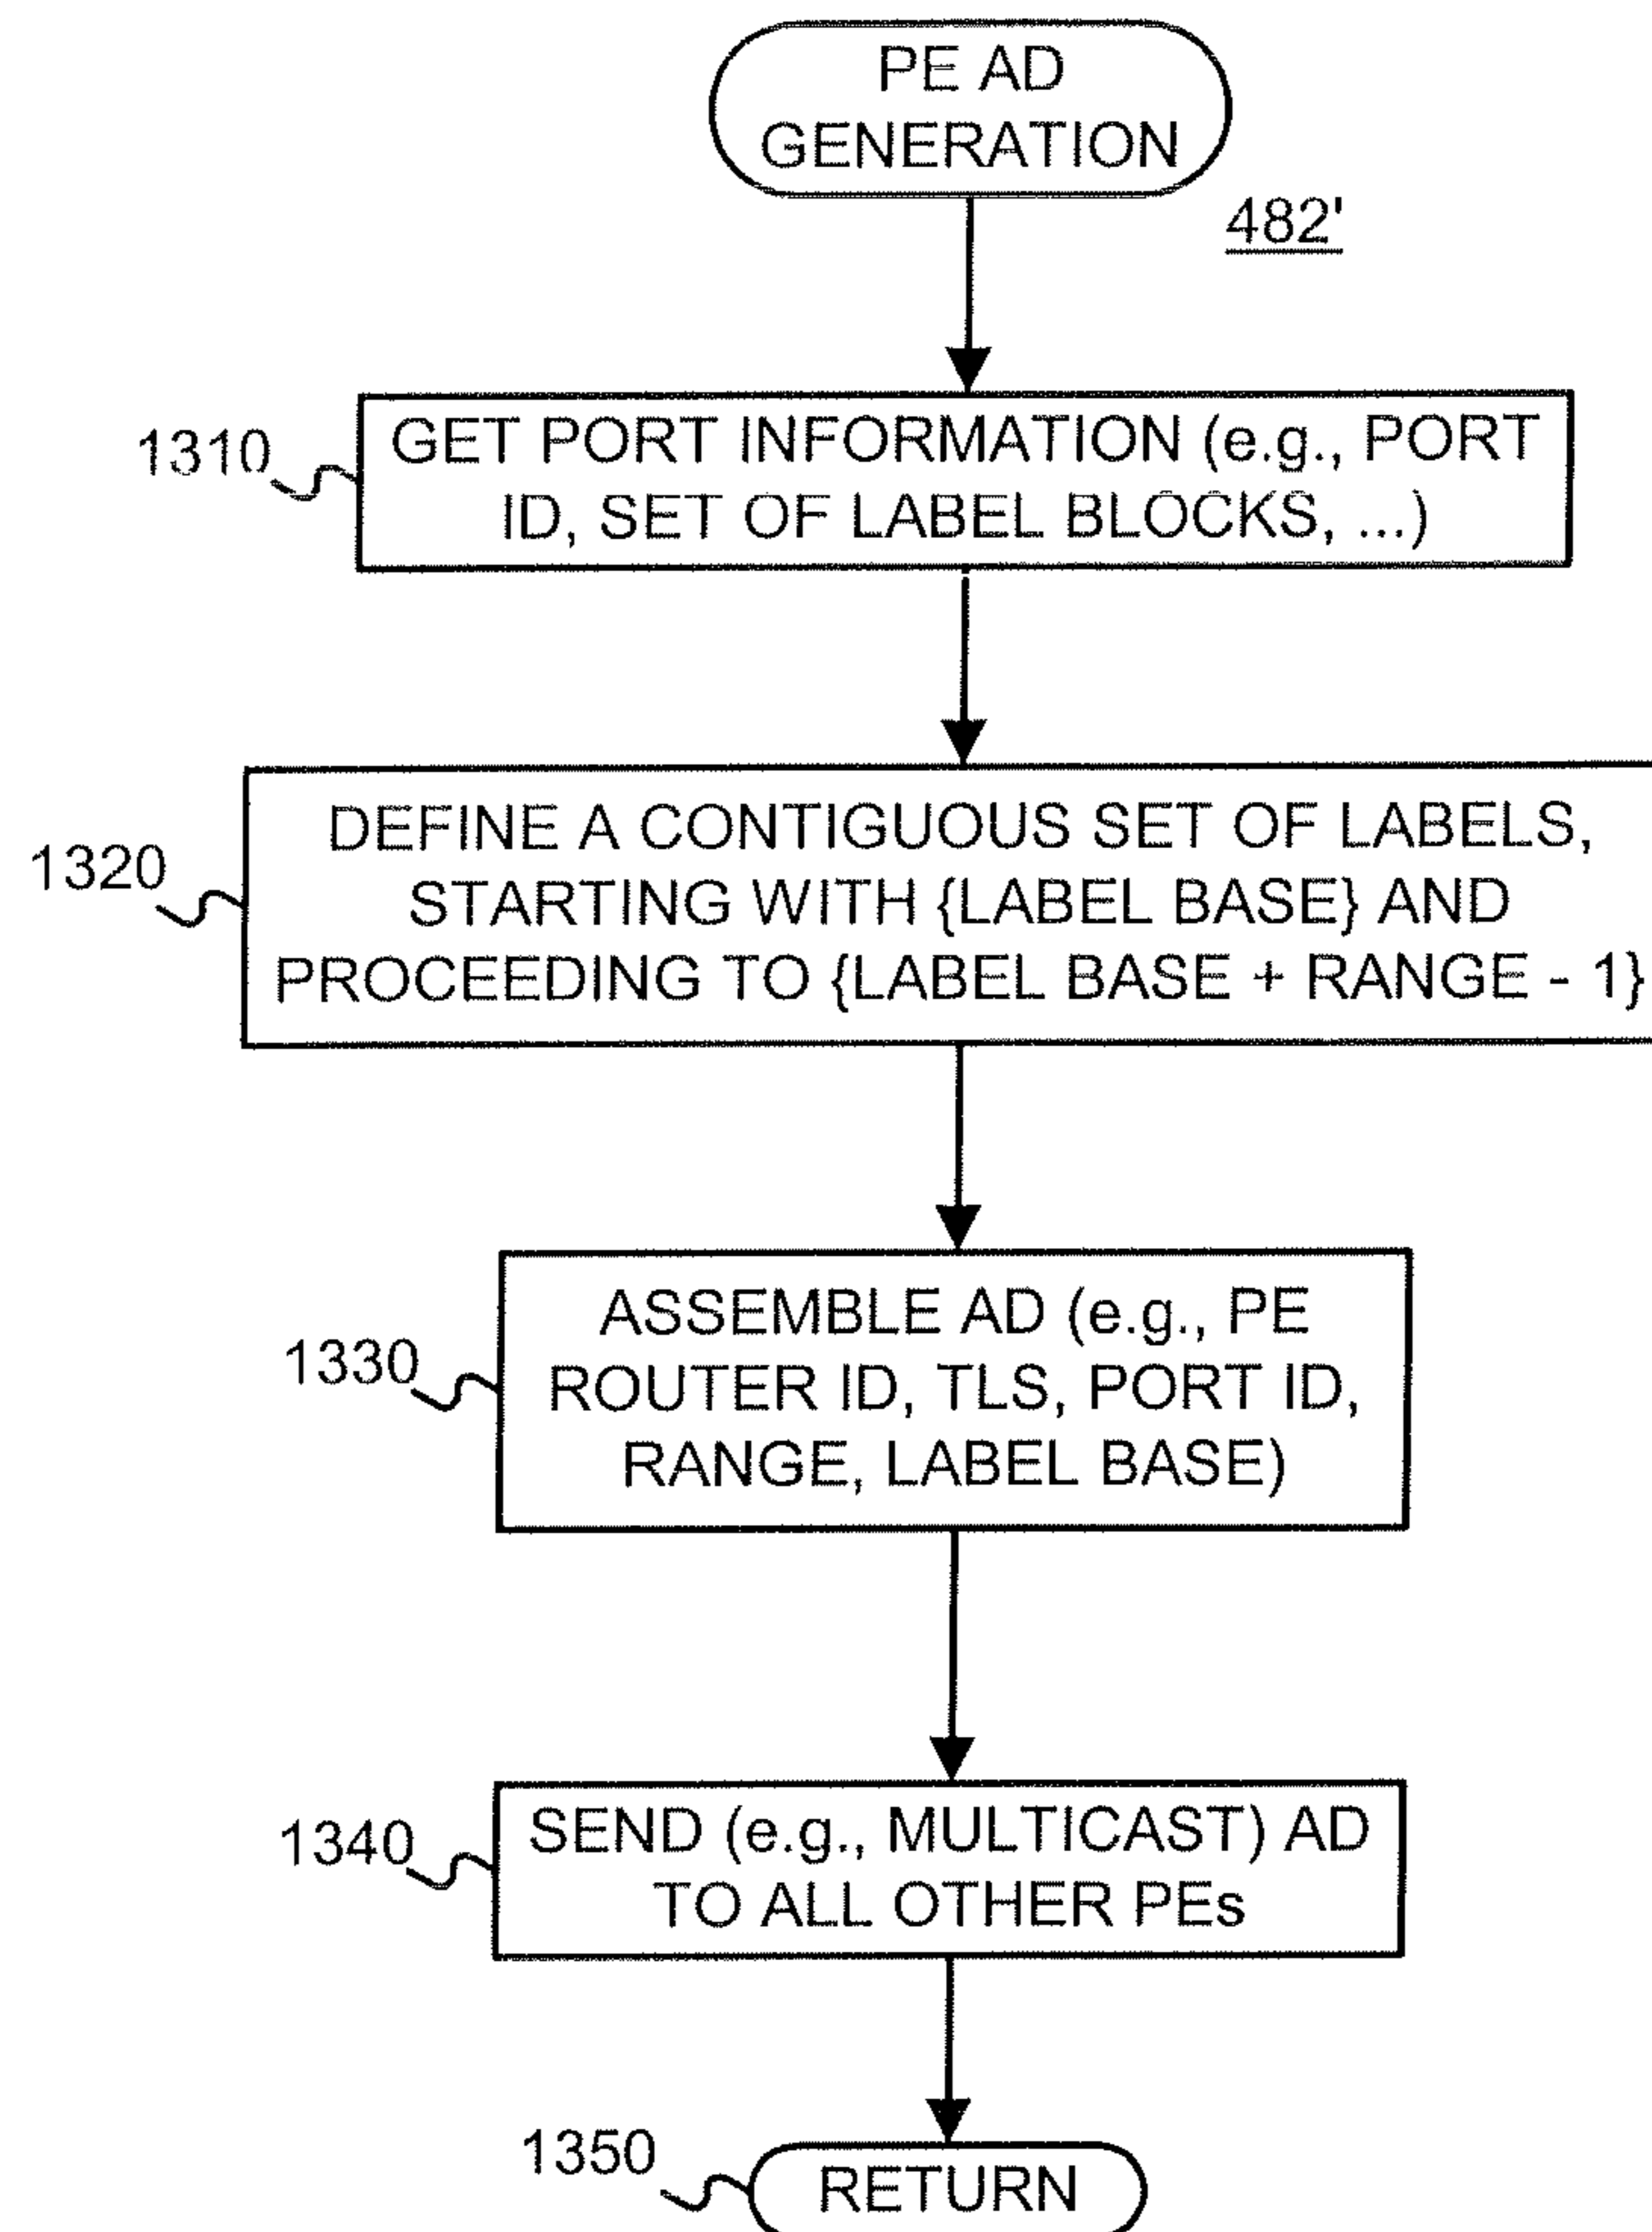 PE AD
GENERATION
482'
1310
GET PORT INFORMATION (e.g., PORT
ID, SET OF LABEL BLOCKS, ...)
1320
DEFINE A CONTIGUOUS SET OF LABELS,
STARTING WITH {LABEL BASE} AND
PROCEEDING TO {LABEL BASE + RANGE - 1}
1330
ASSEMBLE AD (e.g., PE
ROUTER ID, TLS, PORT ID,
RANGE, LABEL BASE)
1340
SEND (e.g., MULTICAST) AD
TO ALL OTHER PEs
1350
RETURN